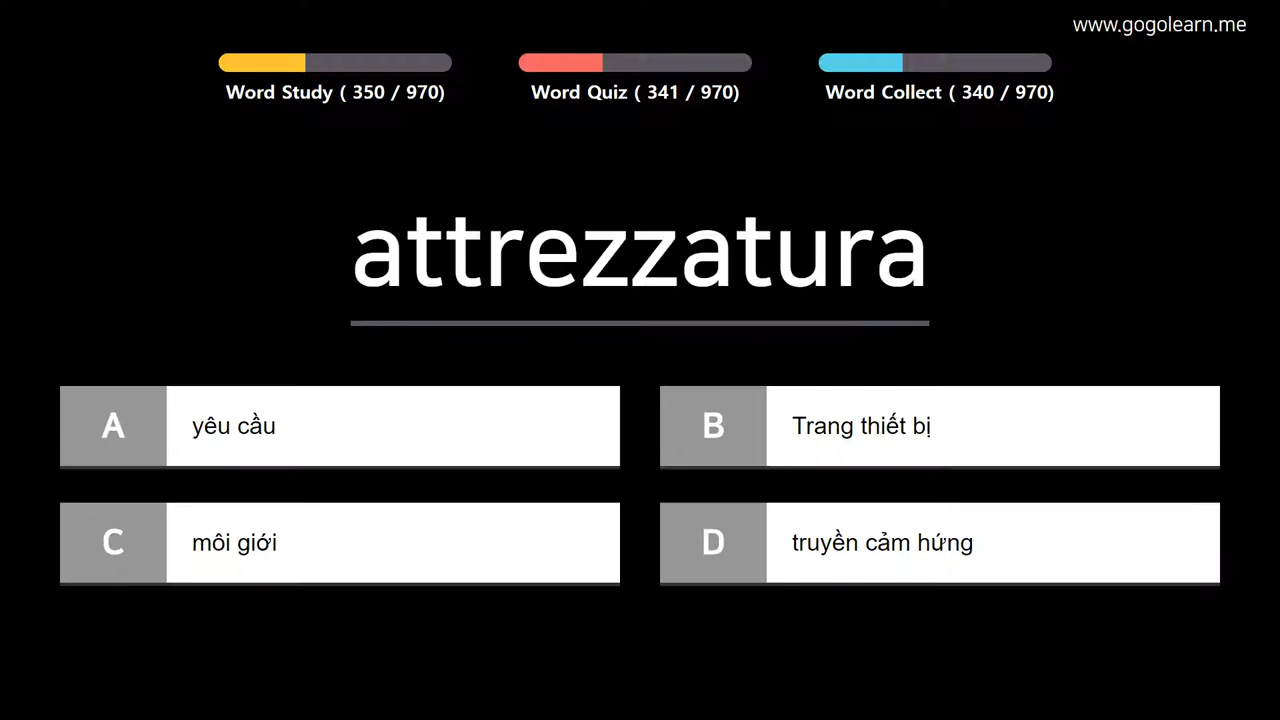 www.gogolearn.me
Word Study ( 350 / 970)
Word Quiz ( 341 / 970)
Word Collect ( 340 / 970)
attrezzatura
A yêu cầu
B Trang thiết bị
C môi giới
D truyền cảm hứng